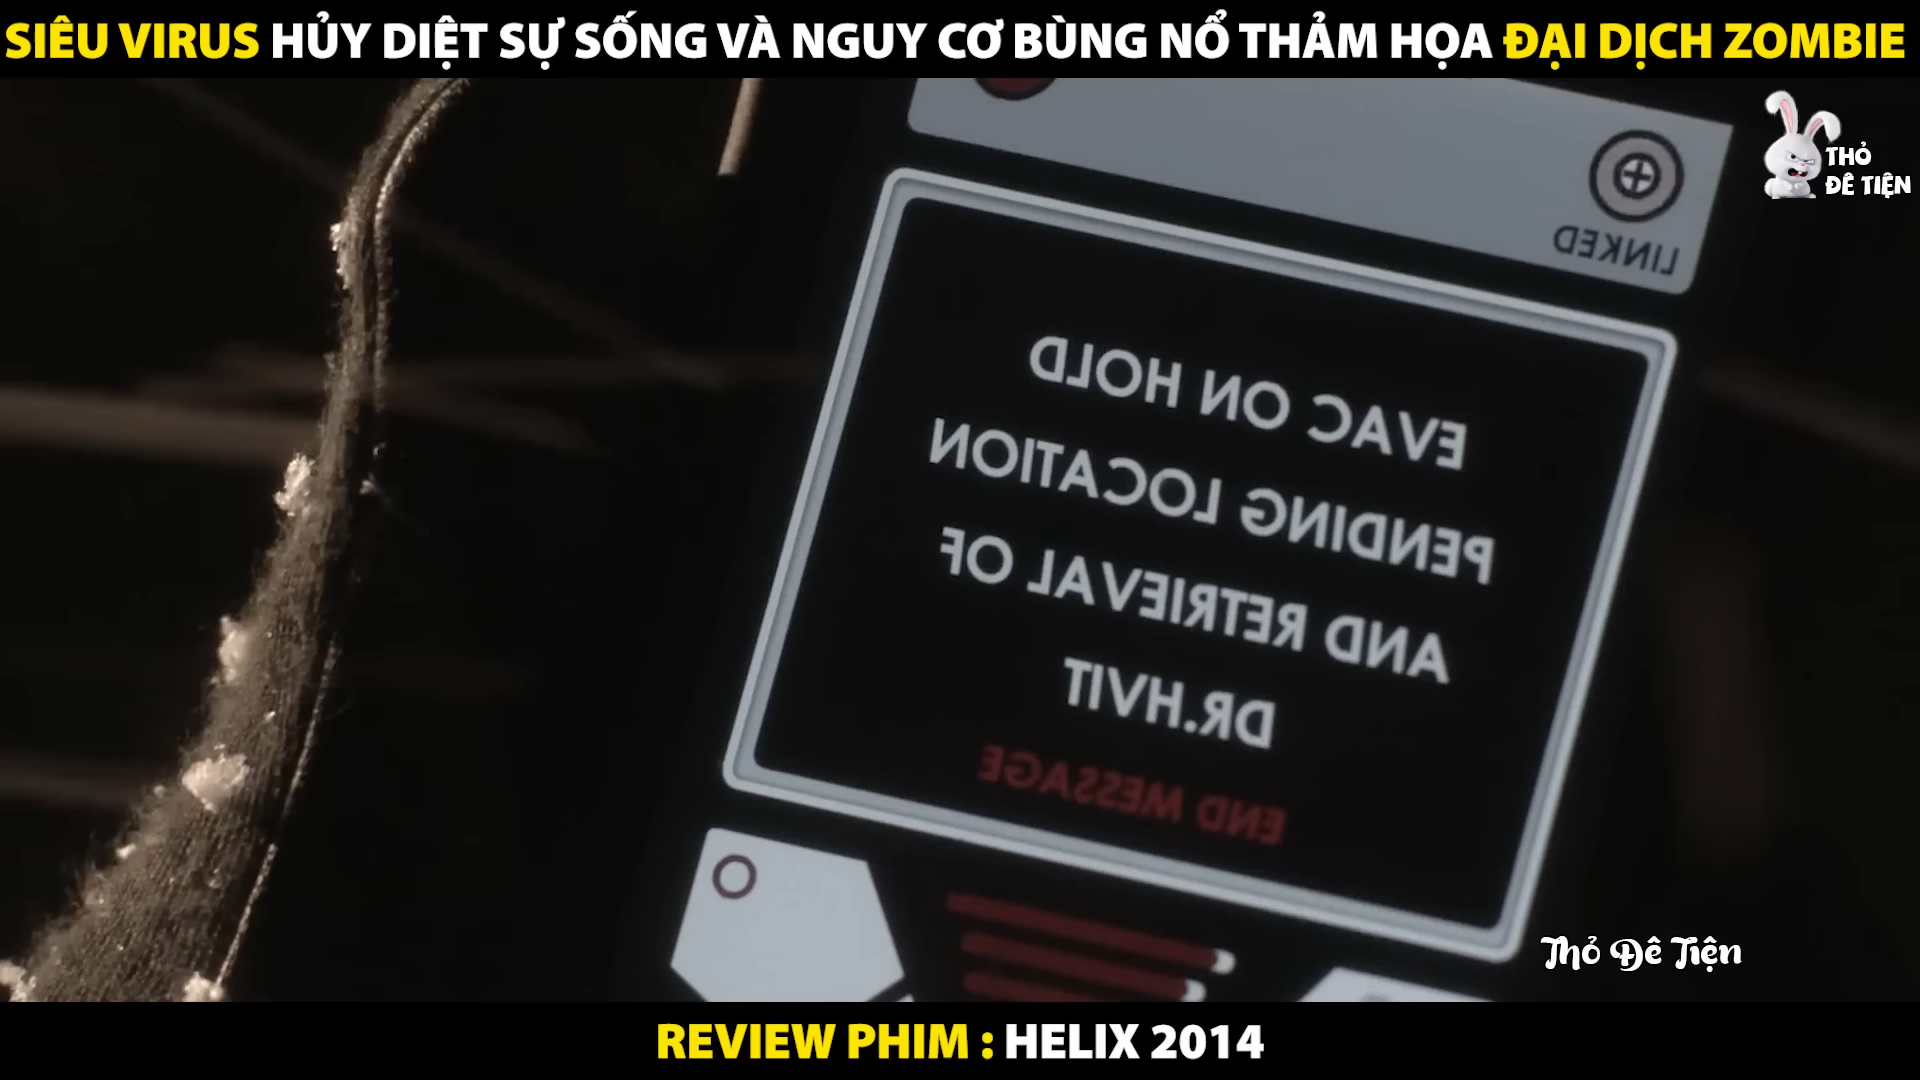 SIÊU VIRUS HỦY DIỆT SỰ SỐNG VÀ NGUY CƠ BÙNG NỔ THẢM HỌA ĐẠI DỊCH ZOMBIE
THỎ
ĐÊ TIỆN
LINKED
EVAC ON HOLD
PENDING LOCATION
AND RETRIEVAL OF
DR.HVIT
END MESSAGE
Thỏ Đê Tiện
REVIEW PHIM : HELIX 2014